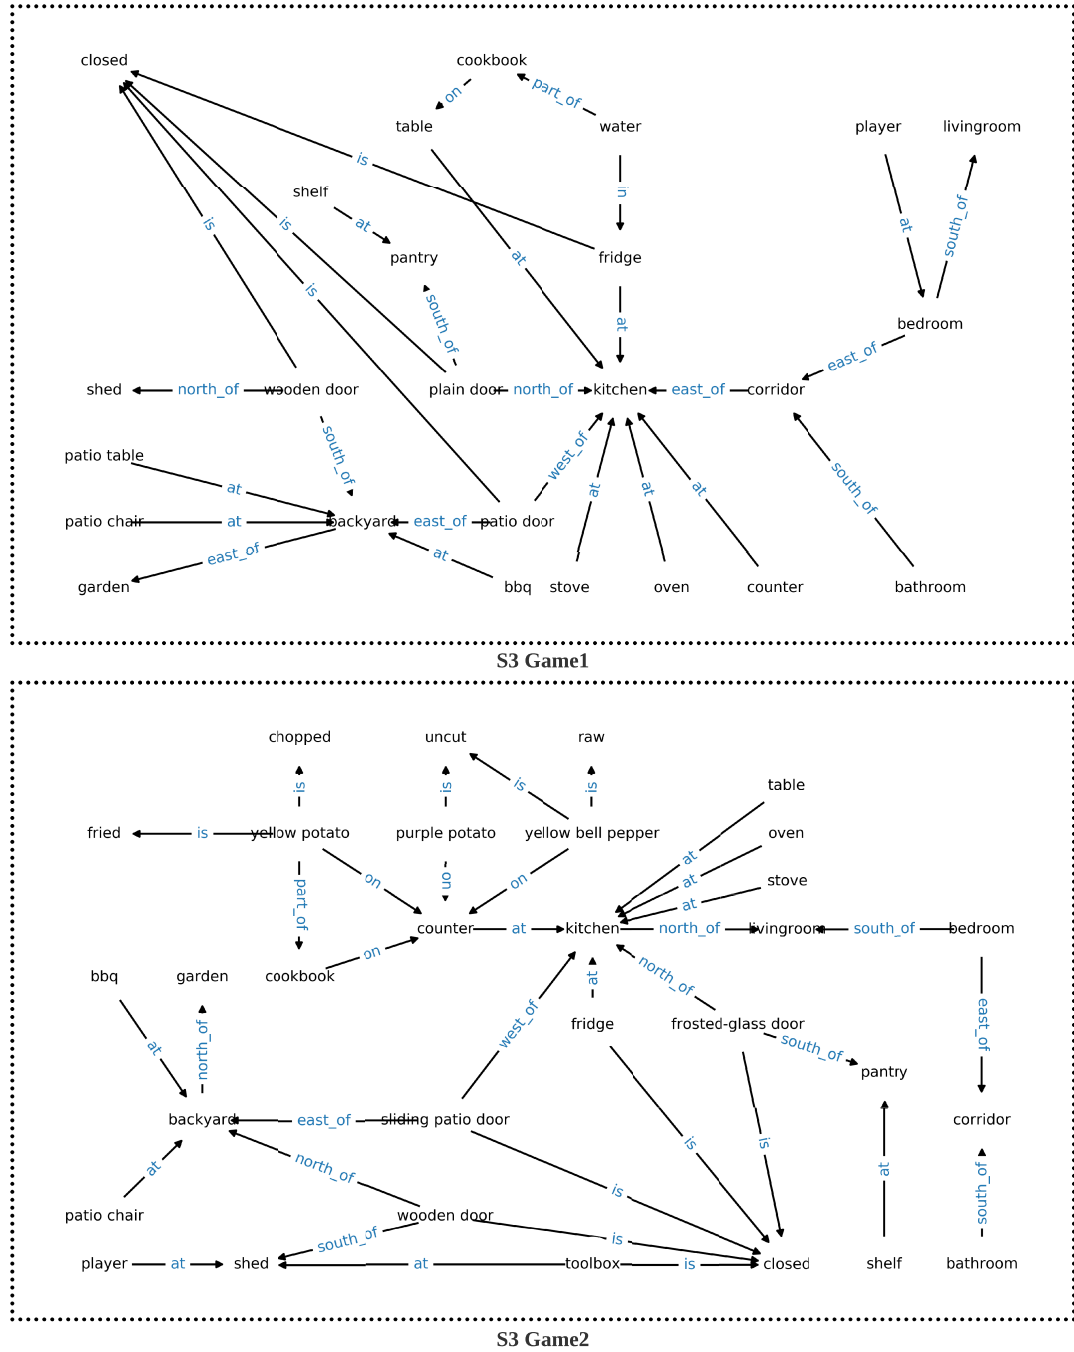 closed
cookbook
on
part_of
table
water
player
livingroom
is
shelf
in
is
is
at
at
south_of
pantry
at
fridge
is
south_of
at
bedroom
east_of
shed
north_of
wooden door
plain door
north_of
kitchen
east_of
corridor
patio table
south_of
west_of
at
at
at
at
south_of
patio chair
at
backyard
east_of
patio door
east_of
at
garden
bbq
stove
oven
counter
bathroom
S3 Game1
chopped
uncut
raw
is
is
is
is
table
fried
is
yellow potato
purple potato
yellow bell pepper
oven
at
part_of
on
on
on
at
stove
at
counter
at
kitchen
north_of
livingroom
south_of
bedroom
on
bbq
garden
cookbook
at
north_of
west_of
fridge
frosted-glass door
east_of
at
north_of
south_of
pantry
backyard
east_of
sliding patio door
corridor
at
north_of
is
is
is
at
south_of
patio chair
wooden door
south_of
is
player
at
shed
at
toolbox
is
closed
shelf
bathroom
S3 Game2